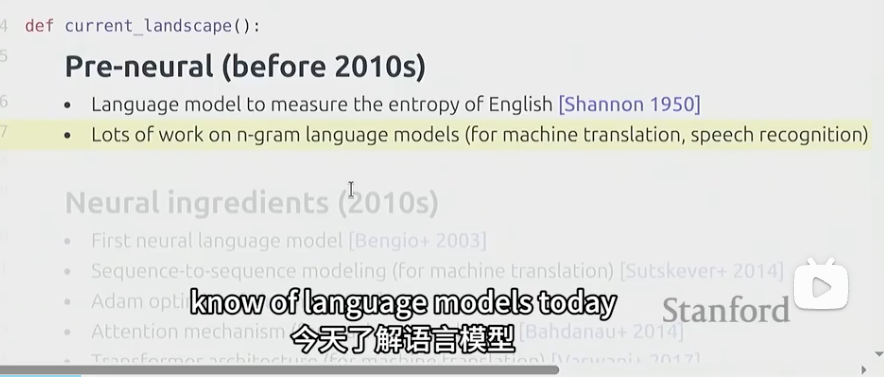 4 def current_landscape():
5 Pre-neural (before 2010s)
6 • Language model to measure the entropy of English [Shannon 1950]
7 • Lots of work on n-gram language models (for machine translation, speech recognition)
Neural ingredients (2010s)
• First neural language model [Bengio+ 2003]
• Sequence-to-sequence modeling (for machine translation) [Sutskever+ 2014]
• Adam
know of language models today
Stanford
• Attention mechanism [Bahdanau+ 2014]
今天了解语言模型
• Transformer architecture (for machine translation) [Vaswani+ 2017]